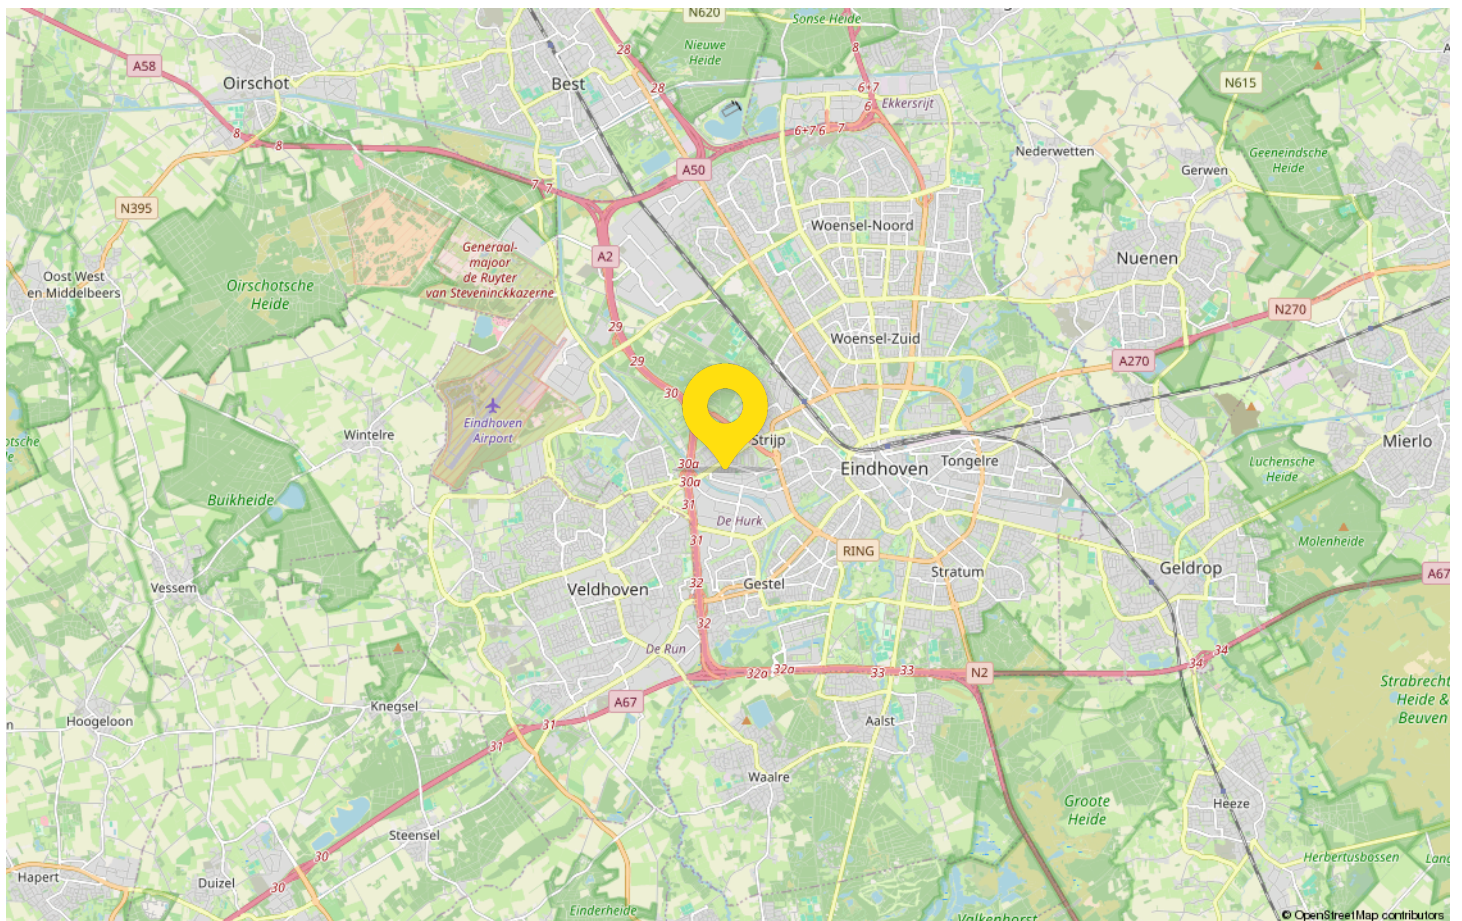 N620
Sonse Heide
A58
Oirschot
Best
28
Nieuwe
Heide
8
N615
28
6+7
6
Ekkersrijt
6+7 6
7
8
8
Nederwetten
Geeneindsche
Heide
A50
Gerwen
7
7
N395
Woensel-Noord
Generaal-
majoor
de Ruyter
van Steveninckkazerne
A2
Nuenen
Oost West
en Middelbeers
Oirschotsche
Heide
N270
29
Woensel-Zuid
29
A270
30
Eindhoven
Airport
Wintelre
Strijp
Mierlo
30a
Eindhoven
Tongelre
Luchensche
Heide
30a
Buikheide
31
De Hurk
31
Molenheide
RING
Vessem
Veldhoven
32
Gestel
Stratum
Geldrop
A67
32
De Run
34
34
32a
32a
33
33
N2
Strabrecht
Heide &
Beuven
A67
Knegsel
Hoogeloon
31
Aalst
31
Waalre
Groote
Heide
Heeze
Steensel
30
Herbertusbossen
Hapert
Duizel
30
Einderheide
Valkenhorst
© OpenStreetMap contributors